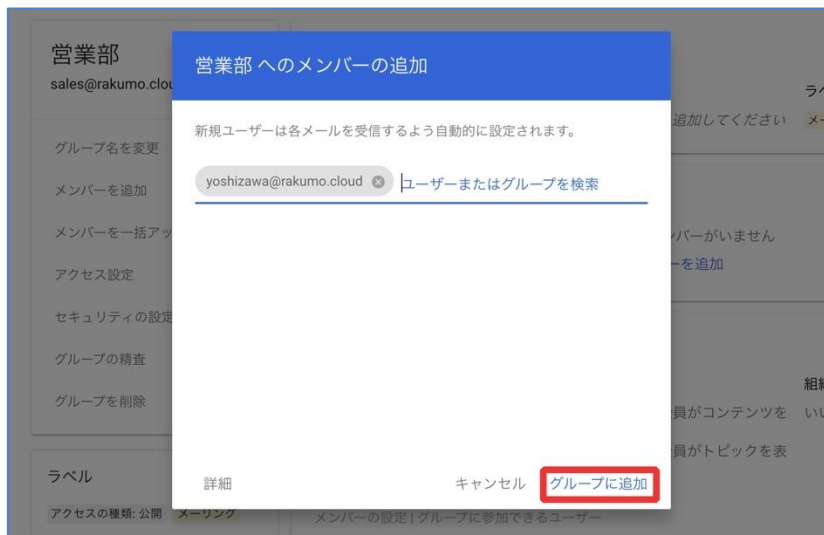 営業部
sales@rakumo.clou
グループ名を変更
メンバーを追加
メンバーを一括アッ
アクセス設定
セキュリティの設定
グループの精査
グループを削除
ラベル
アクセスの種類: 公開 メーリング
営業部 へのメンバーの追加
新規ユーザーは各メールを受信するよう自動的に設定されます。
yoshizawa@rakumo.cloud ユーザーまたはグループを検索
詳細 キャンセル グループに追加
追加してください
ンバーがいません
ーを追加
員がコンテンツを
員がトピックを表
メンバーの設定 | グループに参加できるユーザー